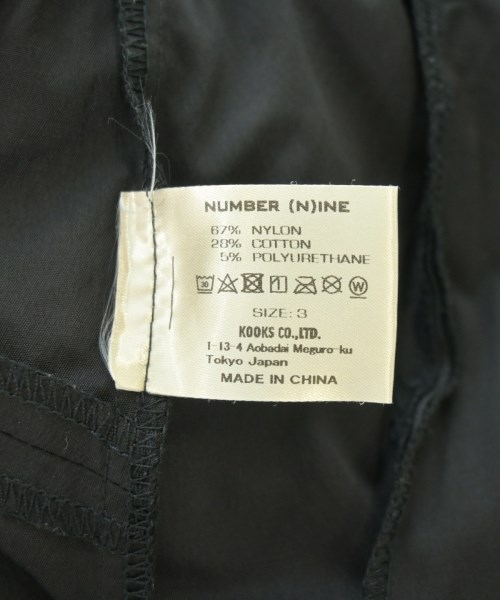 NUMBER (N)INE
67% NYLON
28% COTTON
5% POLYURETHANE
30 W
SIZE: 3
KOOKS CO.,LTD.
1-13-4 Aobadai Meguro-ku
Tokyo Japan
MADE IN CHINA